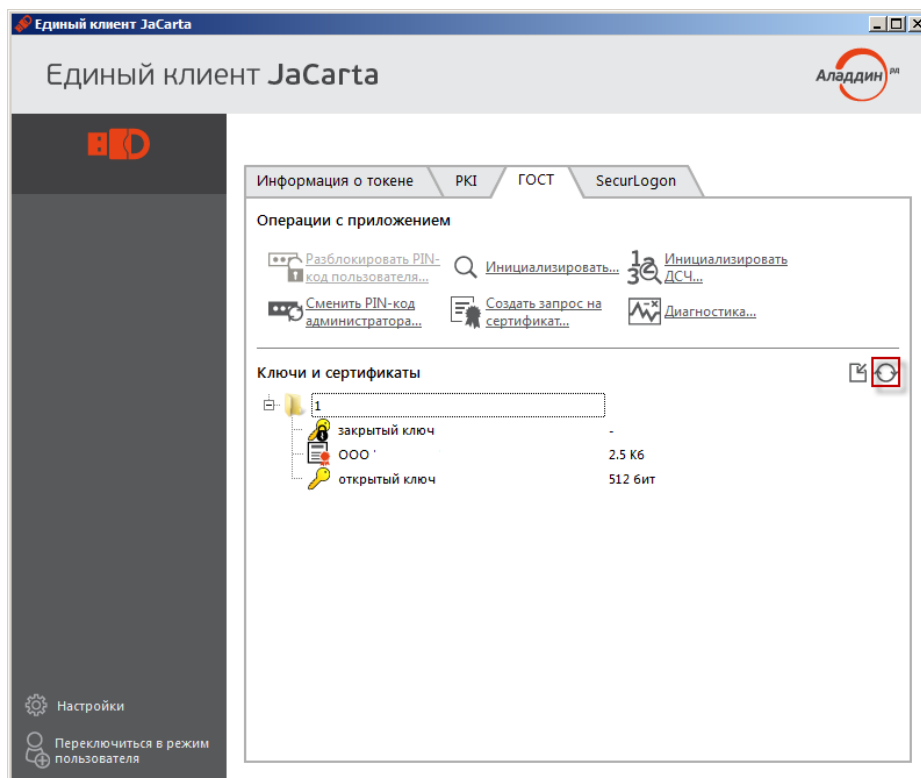 Единый клиент JaCarta
Единый клиент JaCarta
Аладдин РД
Информация о токене
PKI
ГОСТ
SecurLogon
Операции с приложением
Разблокировать PIN-
код пользователя...
Инициализировать...
Инициализировать
ДСЧ...
Сменить PIN-код
администратора...
Создать запрос на
сертификат...
Диагностика...
Ключи и сертификаты
1
закрытый ключ -
ООО ' 2.5 Кб
открытый ключ 512 бит
Настройки
Переключиться в режим
пользователя